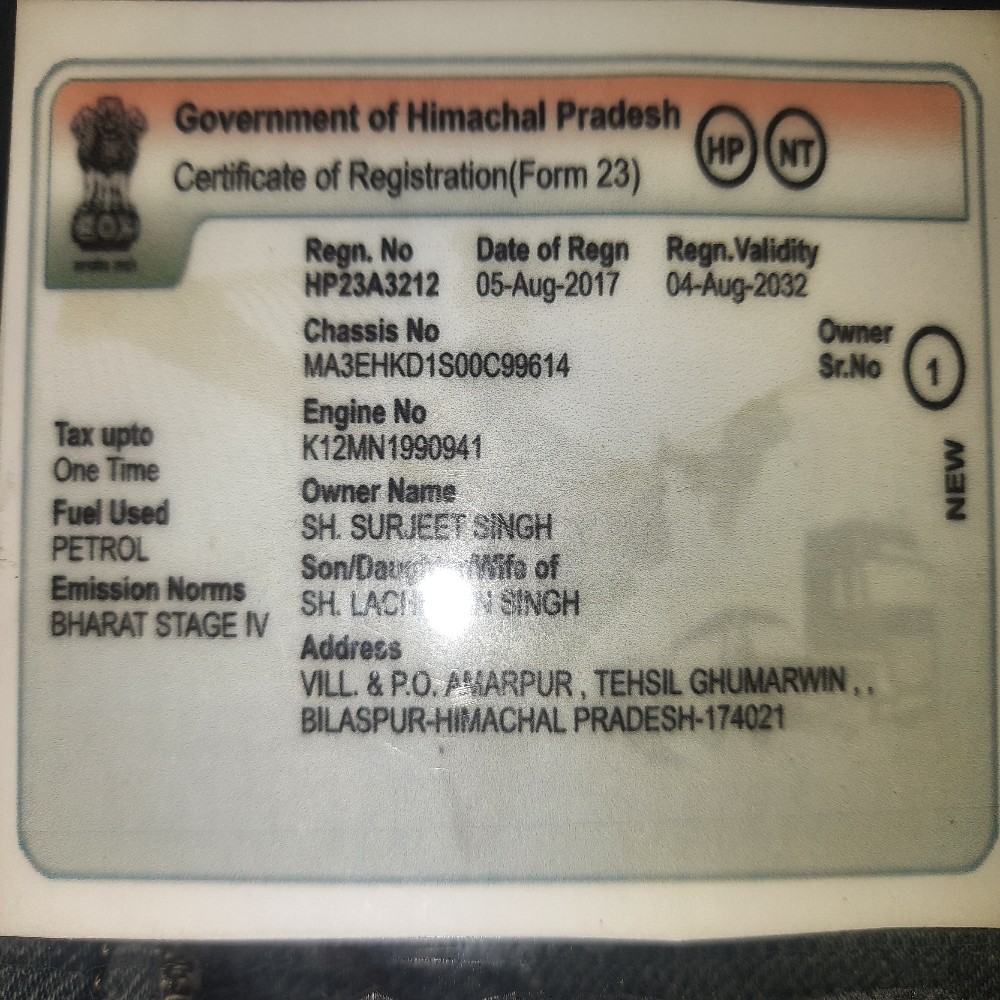 Government of Himachal Pradesh
Certificate of Registration(Form 23)
HP NT
Regn. No Date of Regn Regn.Validity
HP23A3212 05-Aug-2017 04-Aug-2032
Chassis No
MA3EHKD1S00C99614
Owner
Sr.No 1
NEW
Engine No
K12MN1990941
Tax upto
One Time
Fuel Used
PETROL
Emission Norms
BHARAT STAGE IV
Owner Name
SH. SURJEET SINGH
Son/Daughter/Wife of
SH. SINGH
Address
VILL. & P.O. AMARPUR , TEHSIL GHUMARWIN , ,
BILASPUR-HIMACHAL PRADESH-174021